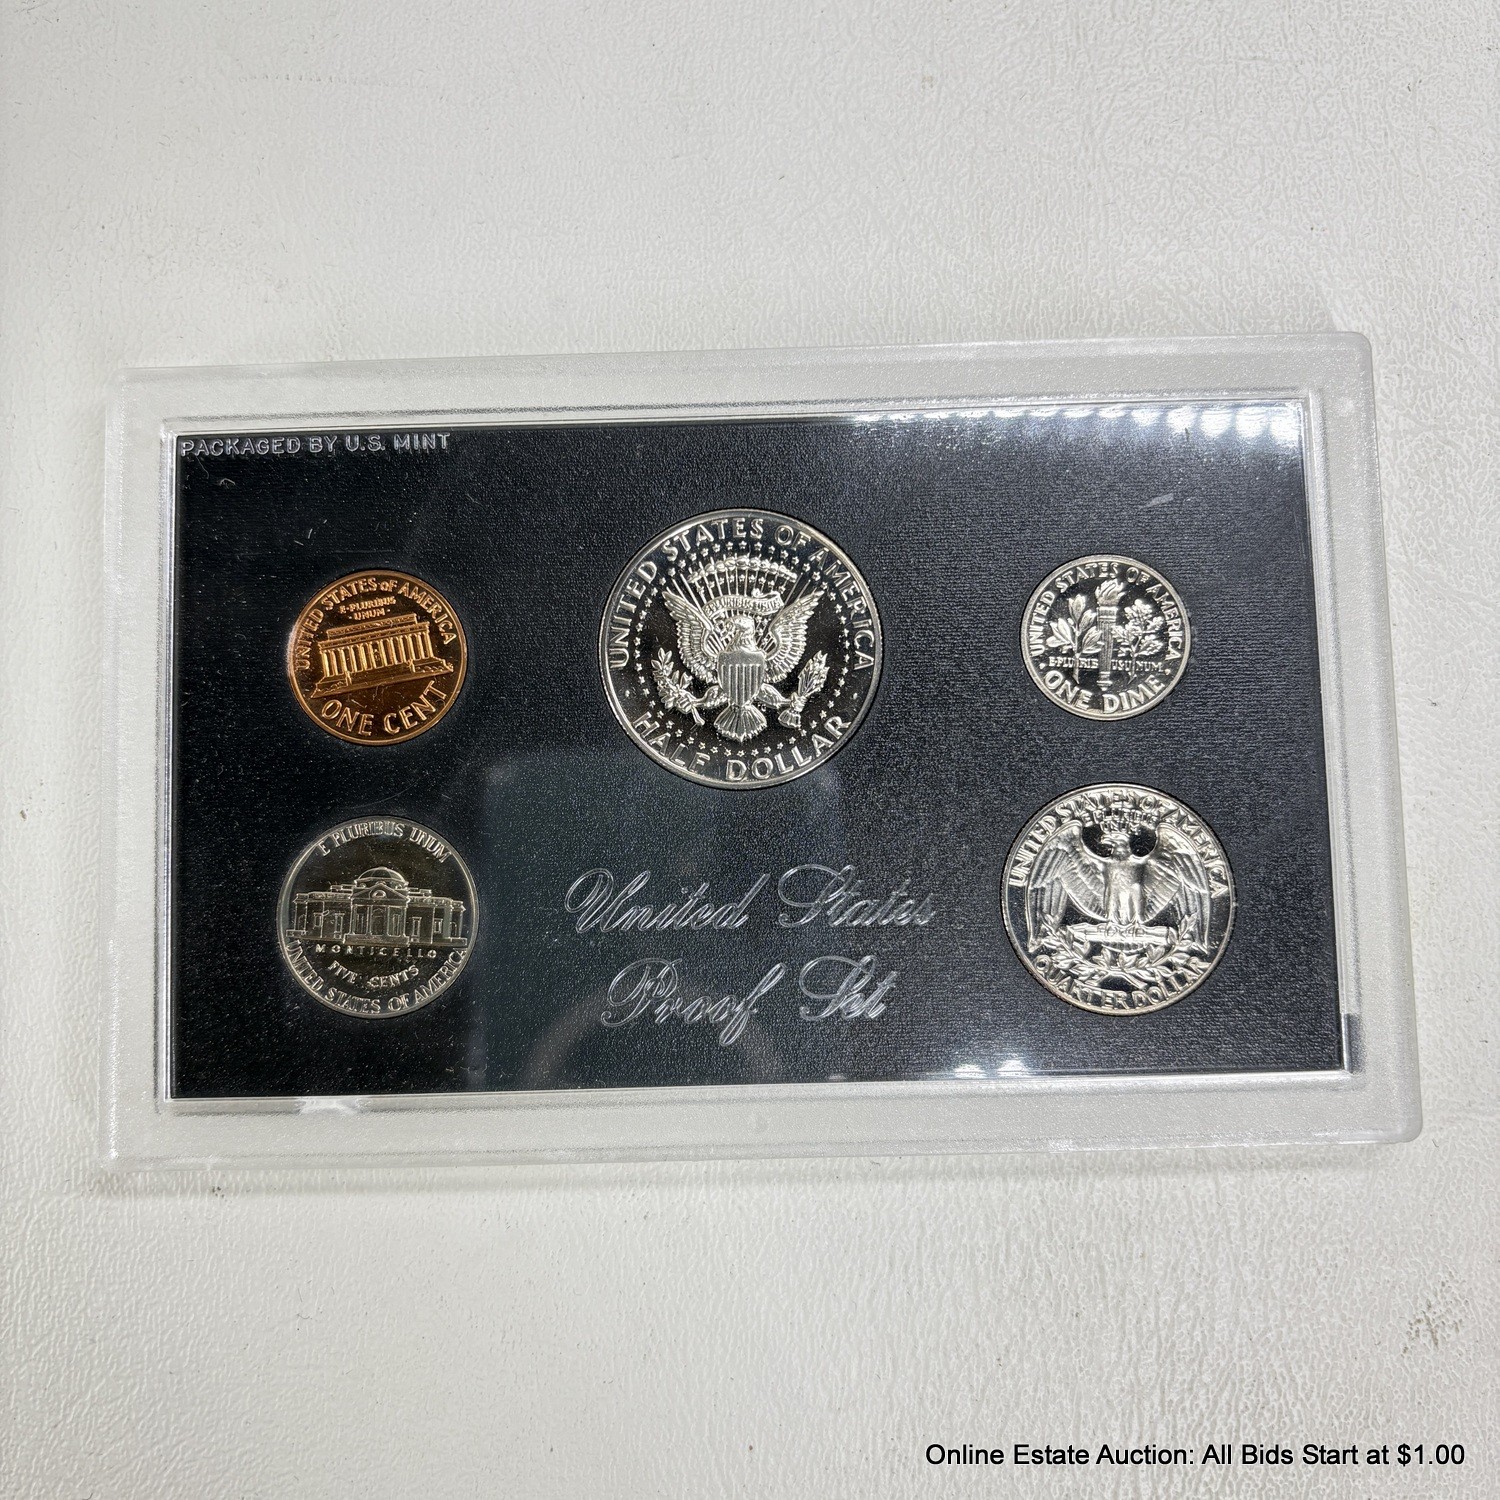 PACKAGED BY U.S. MINT
UNITED STATES OF AMERICA
E·PLURIBUS
·UNUM·
ONE CENT
UNITED STATES OF AMERICA
E PLURIBUS UNUM
HALF DOLLAR
UNITED STATES OF AMERICA
E PLURIBUS UNUM
ONE DIME
E PLURIBUS UNUM
MONTICELLO
FIVE CENTS
UNITED STATES OF AMERICA
United States
Proof Set
UNITED STATES OF AMERICA
E PLURIBUS
UNUM
QUARTER DOLLAR
Online Estate Auction: All Bids Start at $1.00